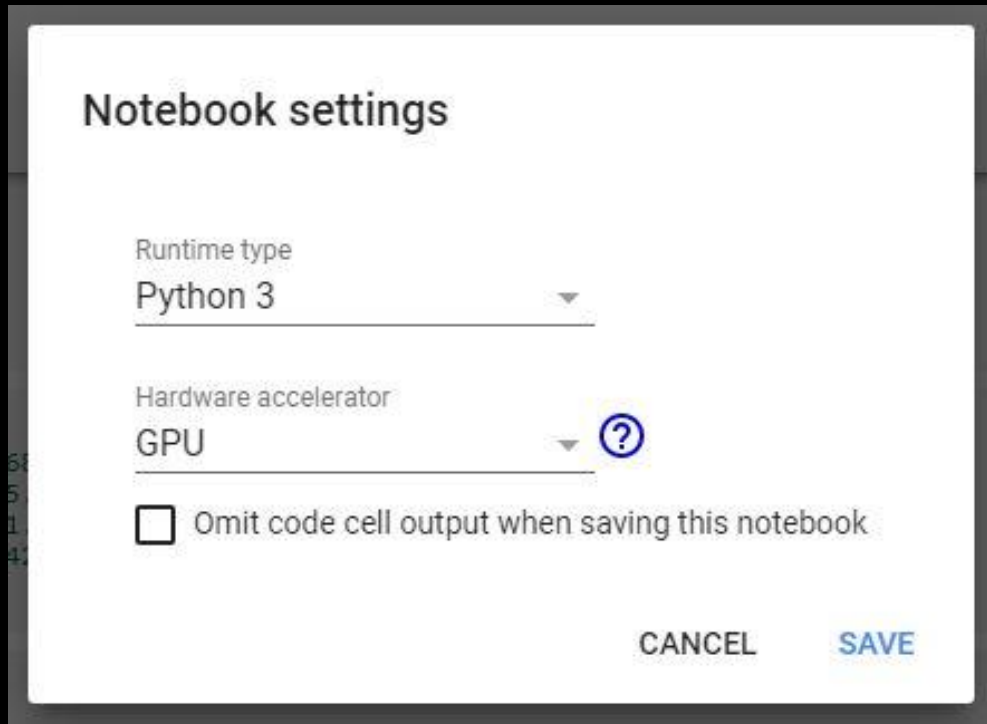 Notebook settings
Runtime type
Python 3
Hardware accelerator
GPU
?
Omit code cell output when saving this notebook
CANCEL SAVE